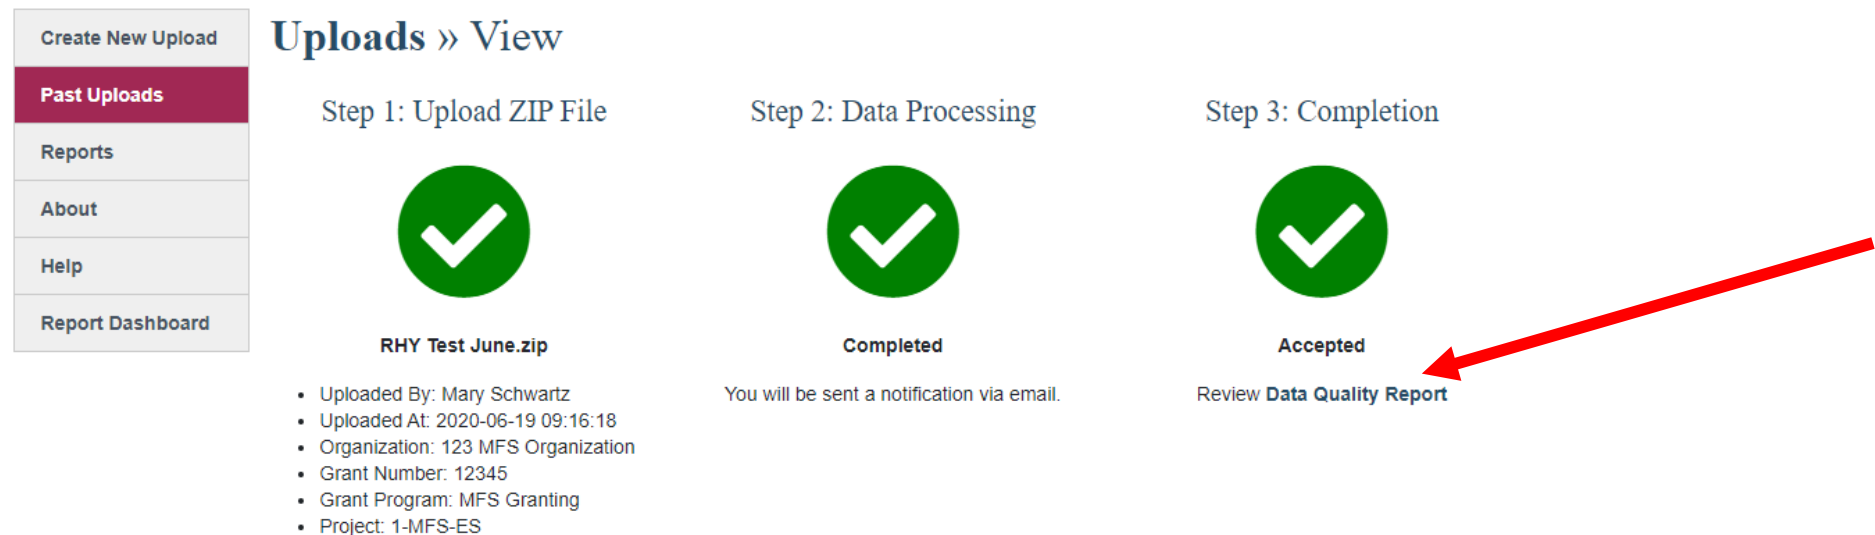 Create New Upload
Past Uploads
Reports
About
Help
Report Dashboard
Uploads » View
Step 1: Upload ZIP File
RHY Test June.zip
• Uploaded By: Mary Schwartz
• Uploaded At: 2020-06-19 09:16:18
• Organization: 123 MFS Organization
• Grant Number: 12345
• Grant Program: MFS Granting
• Project: 1-MFS-ES
Step 2: Data Processing
Completed
You will be sent a notification via email.
Step 3: Completion
Accepted
Review Data Quality Report